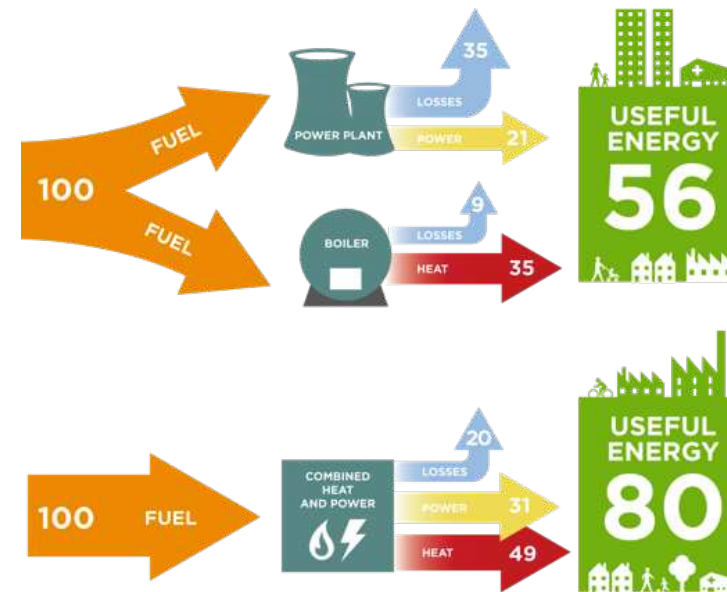 100
FUEL
FUEL
POWER PLANT
35
LOSSES
POWER 21
USEFUL
ENERGY
56
BOILER
9
LOSSES
HEAT 35
100 FUEL
COMBINED
HEAT
AND POWER
20
LOSSES
POWER 31
HEAT 49
USEFUL
ENERGY
80